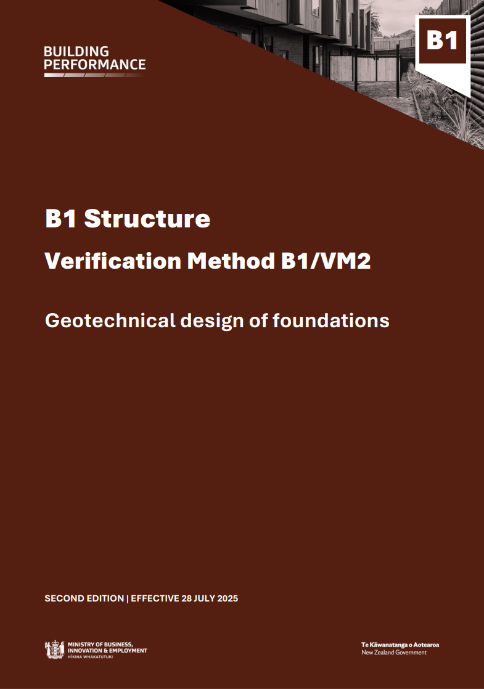 BUILDING
PERFORMANCE
B1
B1 Structure
Verification Method B1/VM2
Geotechnical design of foundations
SECOND EDITION | EFFECTIVE 28 JULY 2025
MINISTRY OF BUSINESS,
INNOVATION & EMPLOYMENT
HĪKINA WHAKATUTUKI
Te Kāwanatanga o Aotearoa
New Zealand Government